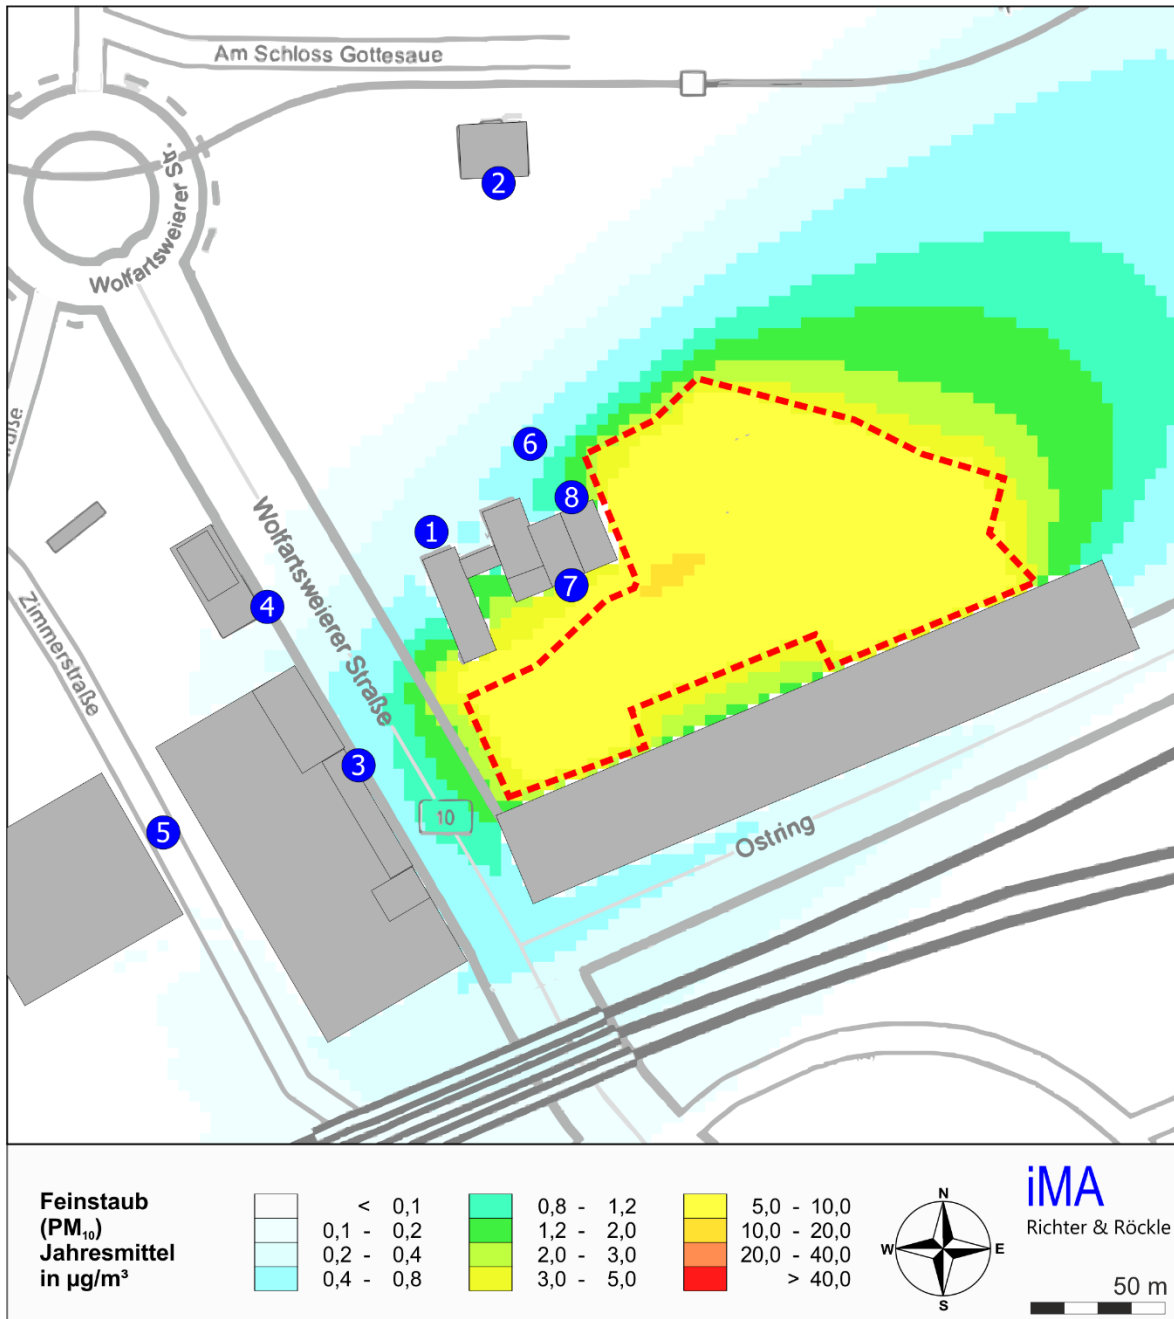 Am Schloss Gottesaue
Wolfartsweierer Str.
2
6
8
1
7
Wolfartsweierer Straße
4
Zimmerstraße
3
5
10
Ostring
Feinstaub
(PM₁₀)
Jahresmittel
in µg/m³
< 0,1
0,1 - 0,2
0,2 - 0,4
0,4 - 0,8
0,8 - 1,2
1,2 - 2,0
2,0 - 3,0
3,0 - 5,0
5,0 - 10,0
10,0 - 20,0
20,0 - 40,0
> 40,0
N
W E
S
iMA
Richter & Röckle
50 m